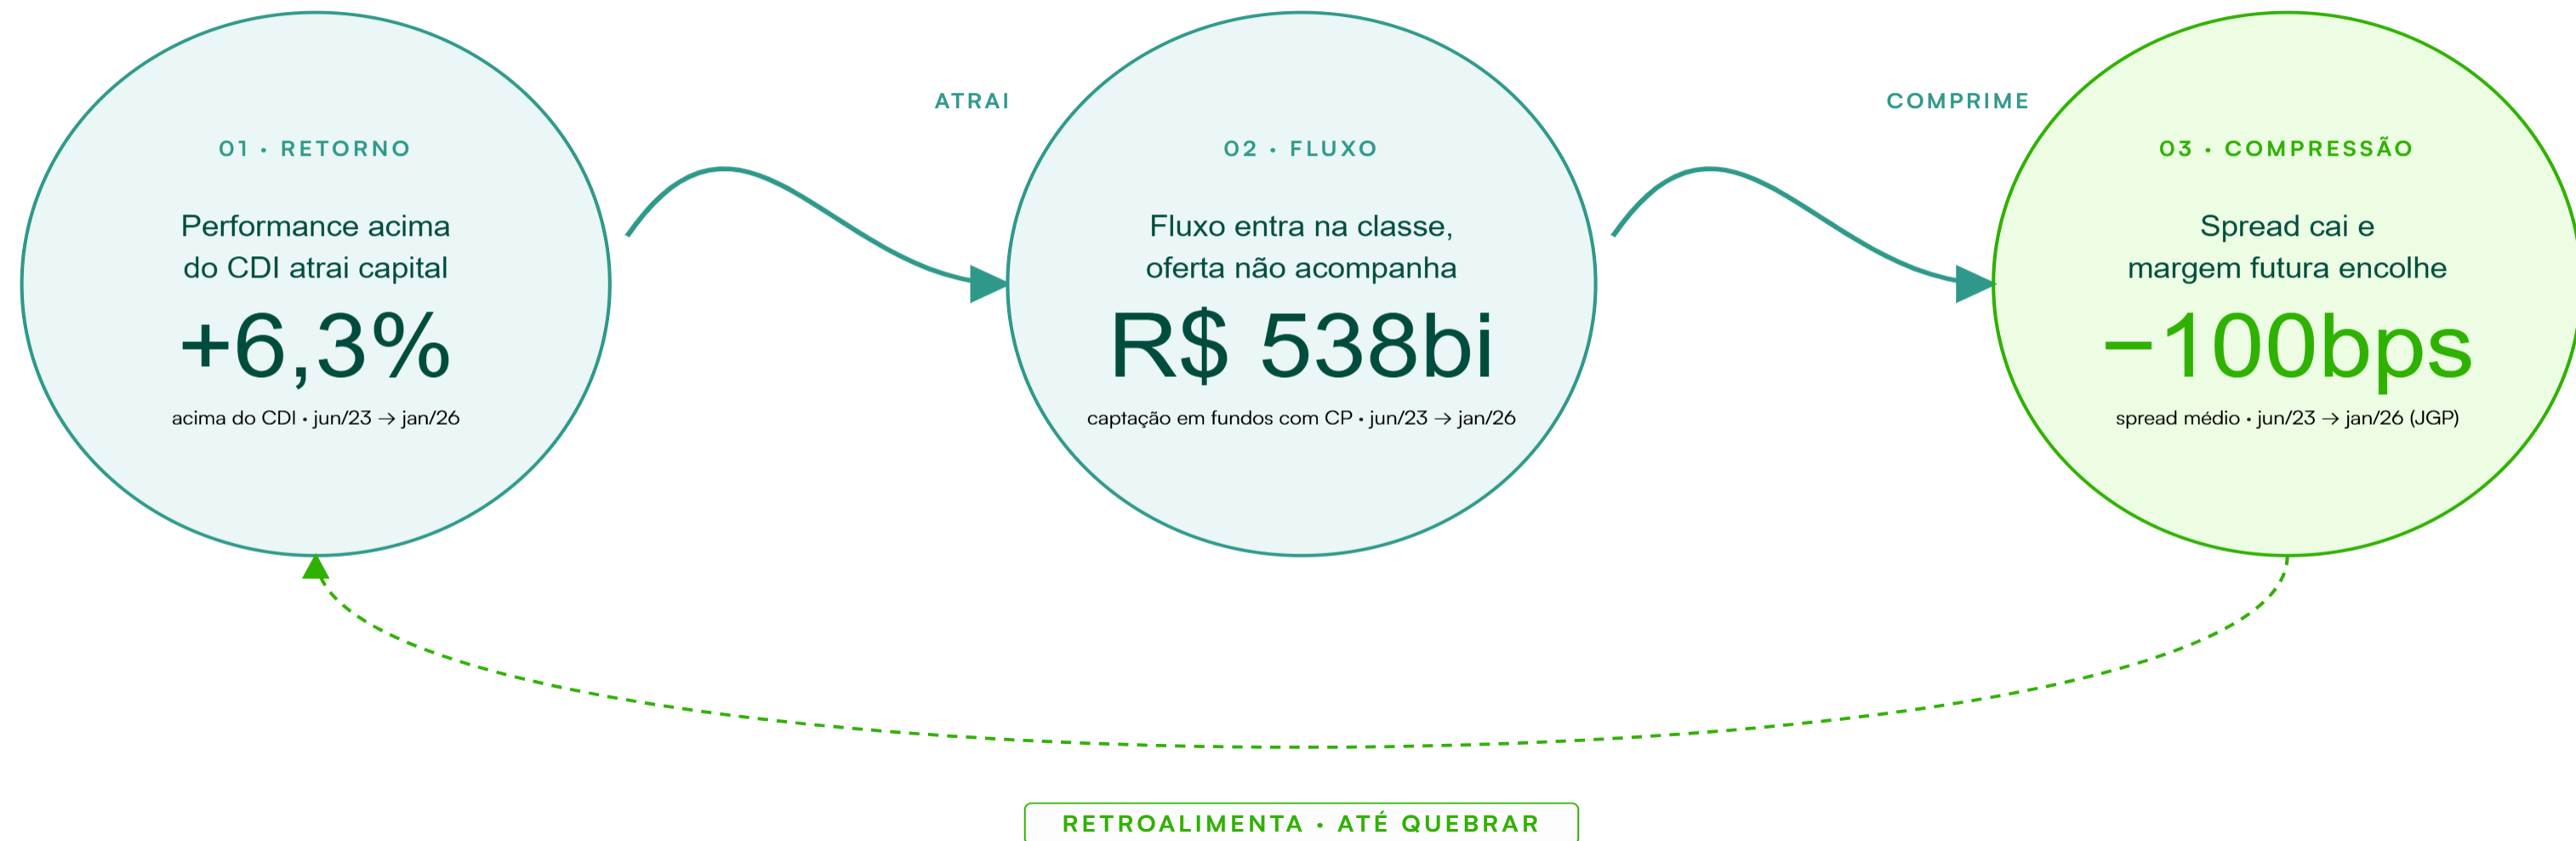 01 • RETORNO
Performance acima
do CDI atrai capital
+6,3%
acima do CDI • jun/23 → jan/26
ATRAI
02 • FLUXO
Fluxo entra na classe,
oferta não acompanha
R$ 538bi
captação em fundos com CP • jun/23 → jan/26
COMPRIME
03 • COMPRESSÃO
Spread cai e
margem futura encolhe
−100bps
spread médio • jun/23 → jan/26 (JGP)
RETROALIMENTA • ATÉ QUEBRAR